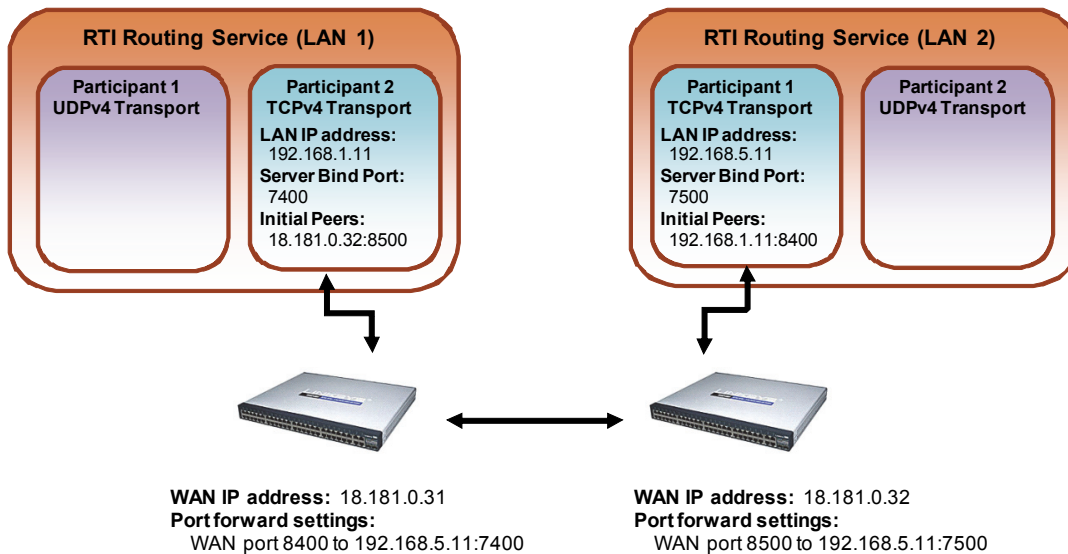 RTI Routing Service (LAN 1)
Participant 1
UDPv4 Transport
Participant 2
TCPv4 Transport
LAN IP address:
192.168.1.11
Server Bind Port:
7400
Initial Peers:
18.181.0.32:8500
RTI Routing Service (LAN 2)
Participant 1
TCPv4 Transport
LAN IP address:
192.168.5.11
Server Bind Port:
7500
Initial Peers:
192.168.1.11:8400
Participant 2
UDPv4 Transport
WAN IP address: 18.181.0.31
Port forward settings:
WAN port 8400 to 192.168.5.11:7400
WAN IP address: 18.181.0.32
Port forward settings:
WAN port 8500 to 192.168.5.11:7500